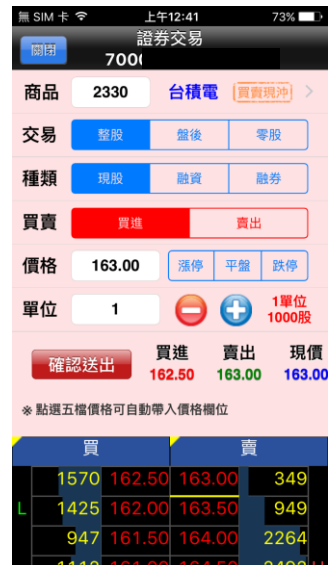 無 SIM 卡 上午12:41 73%
關閉 證券交易
7000
商品 2330 台積電 買賣現沖
交易 整股 盤後 零股
種類 現股 融資 融券
買賣 買進 賣出
價格 163.00 漲停 平盤 跌停
單位 1 1單位
1000股
確認送出 買進 賣出 現價
162.50 163.00 163.00
※ 點選五檔價格可自動帶入價格欄位
買 賣
1570 162.50 163.00 349
L 1425 162.00 163.50 949
947 161.50 164.00 2264